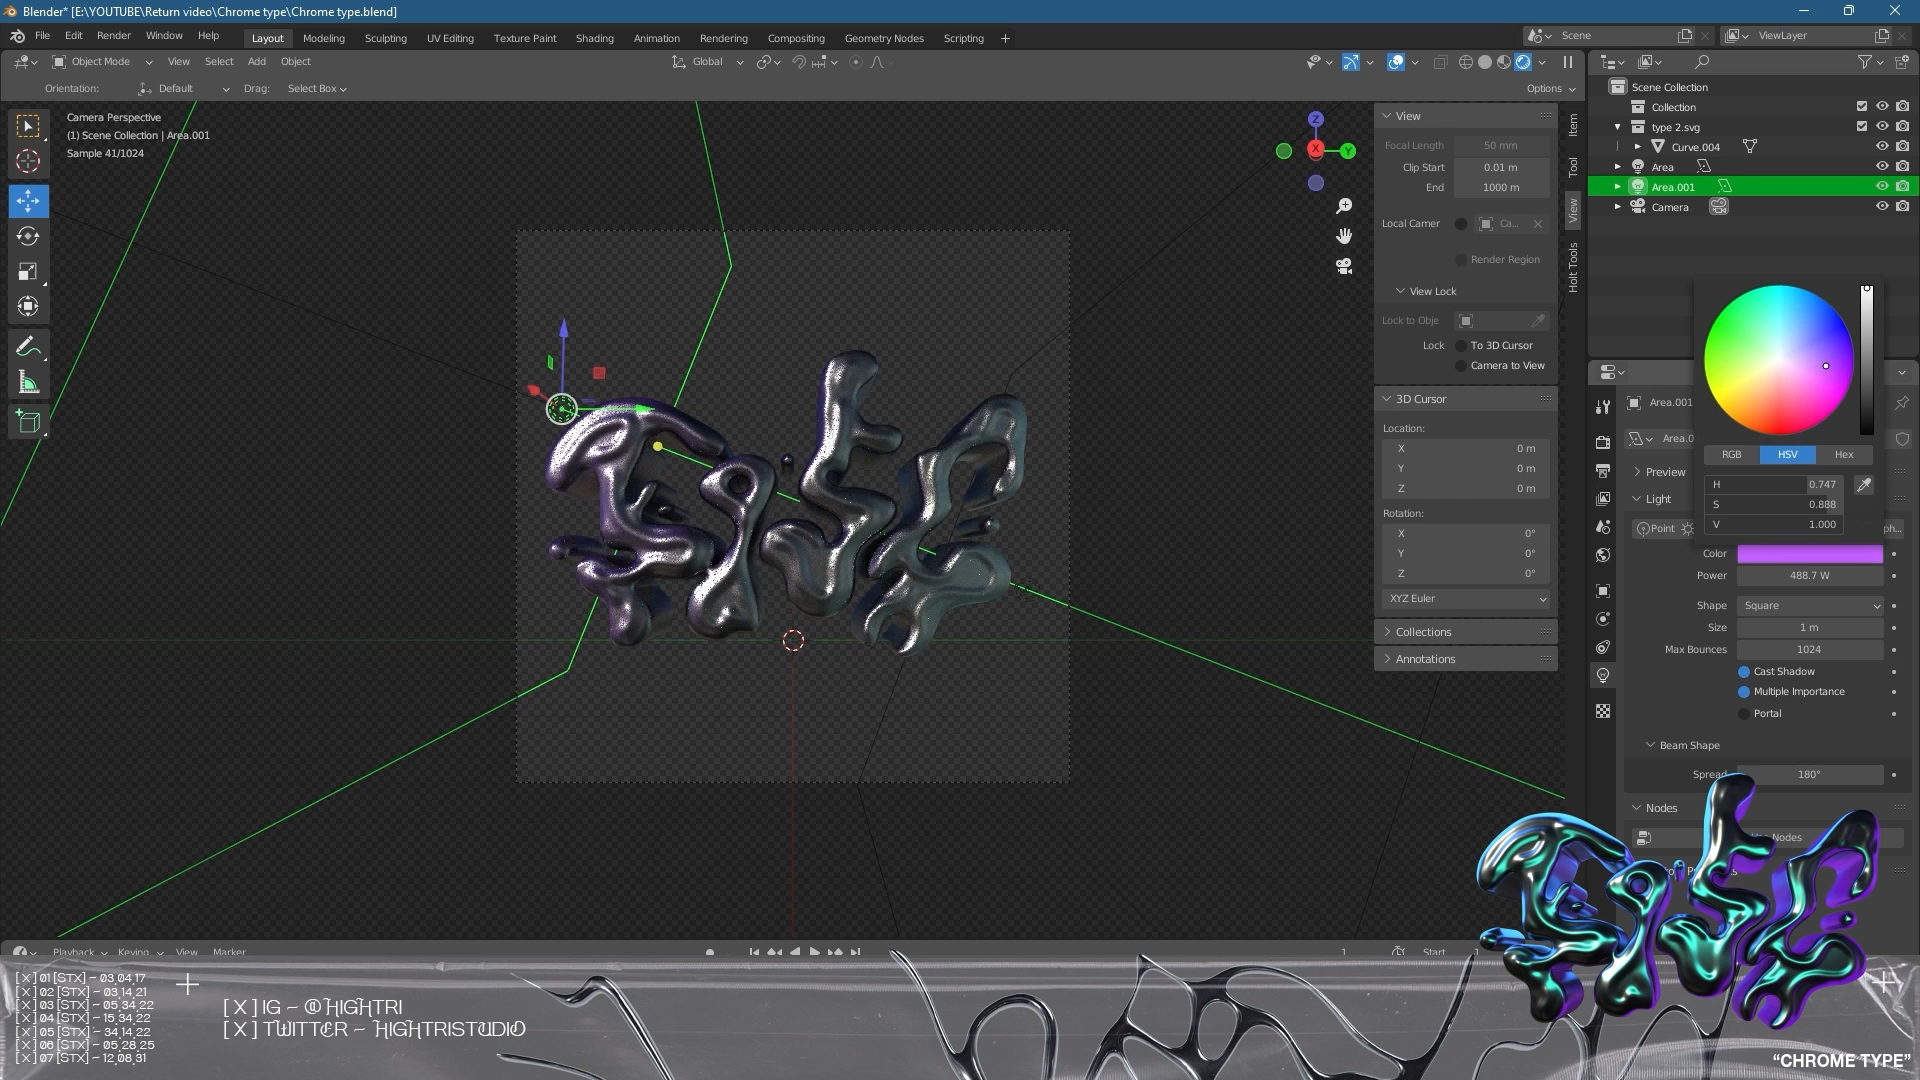 Blender* [E:\YOUTUBE\Return video\Chrome type\Chrome type.blend]
File Edit Render Window Help Layout Modeling Sculpting UV Editing Texture Paint Shading Animation Rendering Compositing Geometry Nodes Scripting + Scene ViewLayer
Object Mode View Select Add Object Global
Orientation: Default Drag: Select Box Options
Camera Perspective
(1) Scene Collection | Area.001
Sample 41/1024
Z
X
Y
View
Focal Length 50 mm
Clip Start 0.01 m
End 1000 m
Local Camer Ca...
Render Region
View Lock
Lock to Obje
Lock To 3D Cursor
Camera to View
3D Cursor
Location:
X 0 m
Y 0 m
Z 0 m
Rotation:
X 0°
Y 0°
Z 0°
XYZ Euler
Collections
Annotations
Item
Tool
View
Holt Tools
Scene Collection
Collection
type 2.svg
Curve.004
Area
Area.001
Camera
Area.001
Area.0
RGB HSV Hex
H 0.747
S 0.888
V 1.000
Preview
Light
Point ph...
Color
Power 488.7 W
Shape Square
Size 1 m
Max Bounces 1024
Cast Shadow
Multiple Importance
Portal
Beam Shape
Spread 180°
Nodes
Nodes
Playback Keying View Marker 1 Start
[X] 01 [STX] ~ 03,04,17
[X] 02 [STX] ~ 03,14,21
[X] 03 [STX] ~ 05,34,22
[X] 04 [STX] ~ 15,34,22
[X] 05 [STX] ~ 34,14,22
[X] 06 [STX] ~ 05,28,25
[X] 07 [STX] ~ 12,08,31
[X] IG ~ @HIGHTRI
[X] TWITTER ~ HIGHTRISTUDIO
“CHROME TYPE”